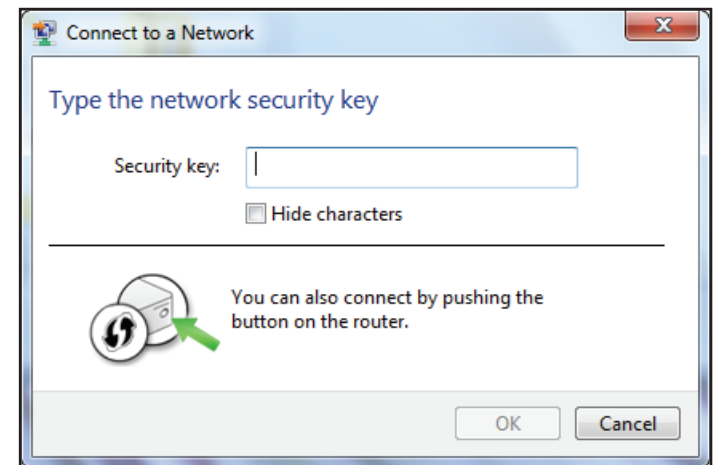 Connect to a Network
X
Type the network security key
Security key:
Hide characters
You can also connect by pushing the
button on the router.
OK
Cancel